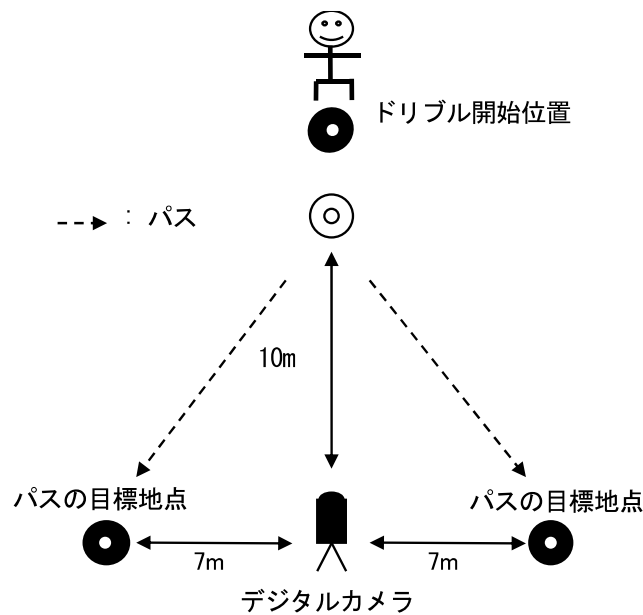 ドリブル開始位置
: パス
10m
パスの目標地点
パスの目標地点
7m
7m
デジタルカメラ